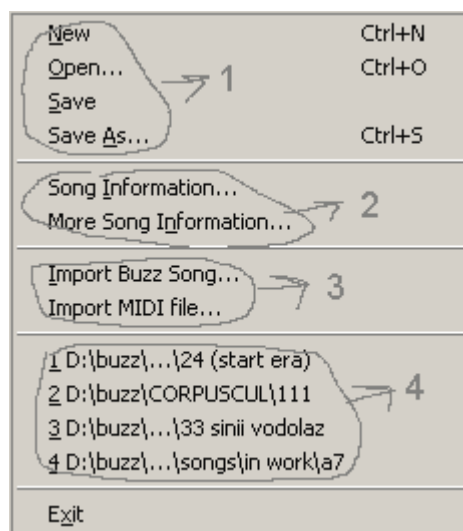 New Ctrl+N
Open... Ctrl+O
Save
Save As... Ctrl+S
1
Song Information...
More Song Information...
2
Import Buzz Song...
Import MIDI file...
3
1 D:\buzz\...\24 (start era)
2 D:\buzz\CORPUSCUL\111
3 D:\buzz\...\33 sinii vodolaz
4 D:\buzz\...\songs\in work\a7
4
Exit